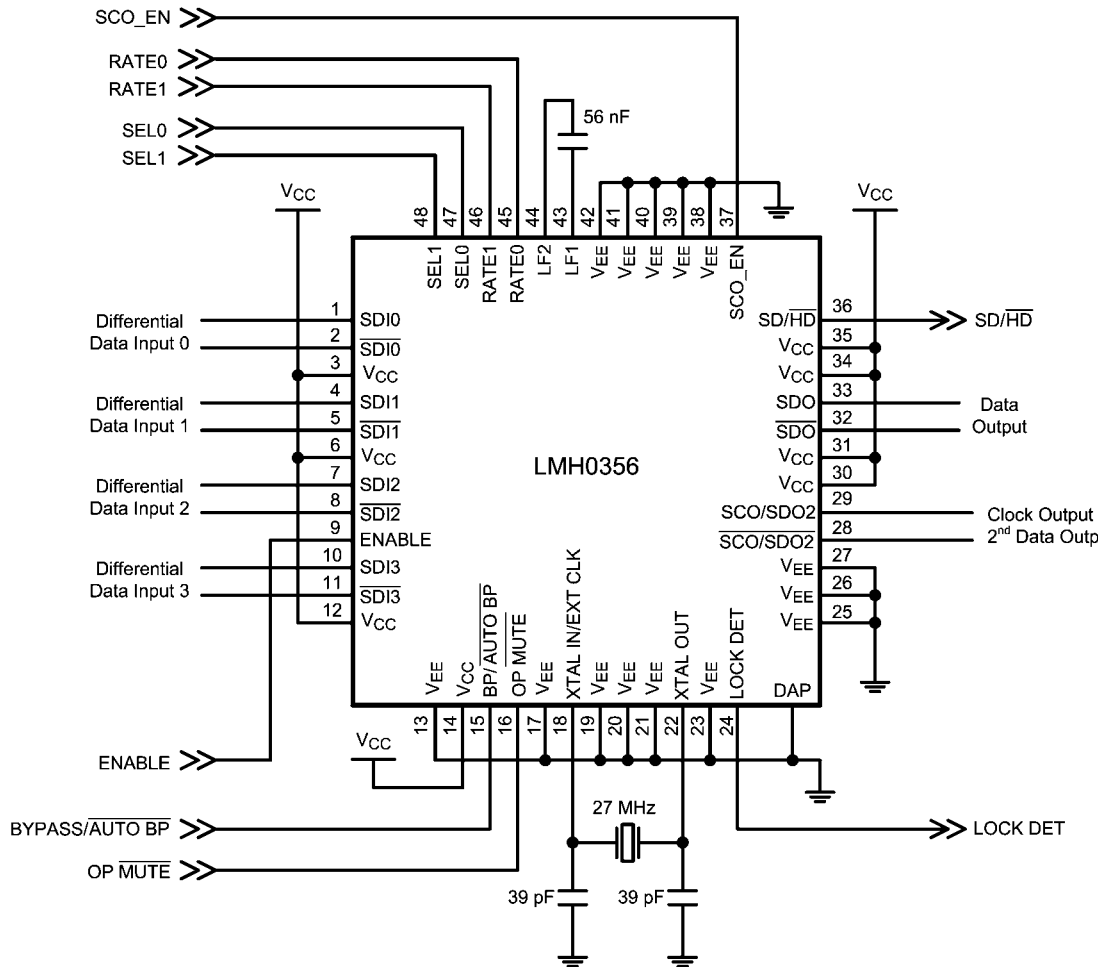 SCO_EN
RATE0
RATE1
SEL0
SEL1
56 nF
VCC
VCC
48 47 46 45 44 43 42 41 40 39 38 37
SEL1 SEL0 RATE1 RATE0 LF2 LF1 VEE VEE VEE VEE VEE SCO_EN
Differential
Data Input 0
1 SDI0
2 SDI0
3 VCC
Differential
Data Input 1
4 SDI1
5 SDI1
6 VCC
Differential
Data Input 2
7 SDI2
8 SDI2
9 ENABLE
Differential
Data Input 3
10 SDI3
11 SDI3
12 VCC
LMH0356
SD/HD 36 SD/HD
VCC 35
VCC 34
SDO 33
SDO 32
Data
Output
VCC 31
VCC 30
SCO/SDO2 29
SCO/SDO2 28
Clock Output
2nd Data Outp
VEE 27
VEE 26
VEE 25
VEE VCC BP/AUTO BP OP MUTE VEE XTAL IN/EXT CLK VEE VEE VEE XTAL OUT VEE LOCK DET DAP
13 14 15 16 17 18 19 20 21 22 23 24
VCC
ENABLE
27 MHz
BYPASS/AUTO BP
LOCK DET
OP MUTE
39 pF
39 pF